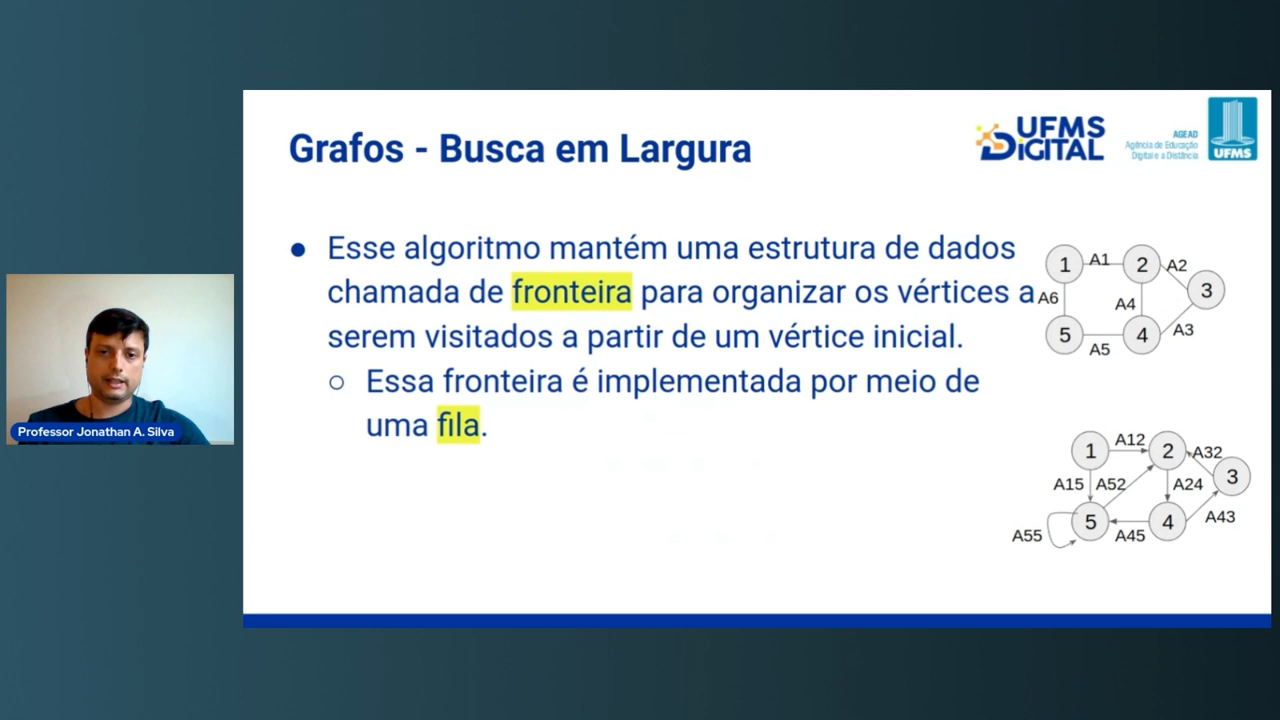 Grafos - Busca em Largura
UFMS
DIGITAL
AGEAD
Agência de Educação
Digital e a Distância
UFMS
● Esse algoritmo mantém uma estrutura de dados
chamada de fronteira para organizar os vértices a
serem visitados a partir de um vértice inicial.
○ Essa fronteira é implementada por meio de
uma fila.
1 A1 2 A2
A6 A4 3
5 A5 4 A3
1 A12 2 A32
A15 A52 A24 3
5 A45 4 A43
A55
Professor Jonathan A. Silva